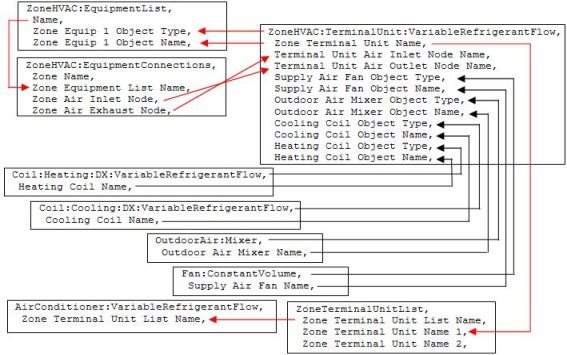 ZoneHVAC:EquipmentList,
Name,
Zone Equip 1 Object Type,
Zone Equip 1 Object Name,
ZoneHVAC:EquipmentConnections,
Zone Name,
Zone Equipment List Name,
Zone Air Inlet Node,
Zone Air Exhaust Node,
ZoneHVAC:TerminalUnit:VariableRefrigerantFlow,
Zone Terminal Unit Name,
Terminal Unit Air Inlet Node Name,
Terminal Unit Air Outlet Node Name,
Supply Air Fan Object Type,
Supply Air Fan Object Name,
Outdoor Air Mixer Object Type,
Outdoor Air Mixer Object Name,
Cooling Coil Object Type,
Cooling Coil Object Name,
Heating Coil Object Type,
Heating Coil Object Name,
Coil:Heating:DX:VariableRefrigerantFlow,
Heating Coil Name,
Coil:Cooling:DX:VariableRefrigerantFlow,
Cooling Coil Name,
OutdoorAir:Mixer,
Outdoor Air Mixer Name,
Fan:ConstantVolume,
Supply Air Fan Name,
AirConditioner:VariableRefrigerantFlow,
Zone Terminal Unit List Name,
ZoneTerminalUnitList,
Zone Terminal Unit List Name,
Zone Terminal Unit Name 1,
Zone Terminal Unit Name 2,